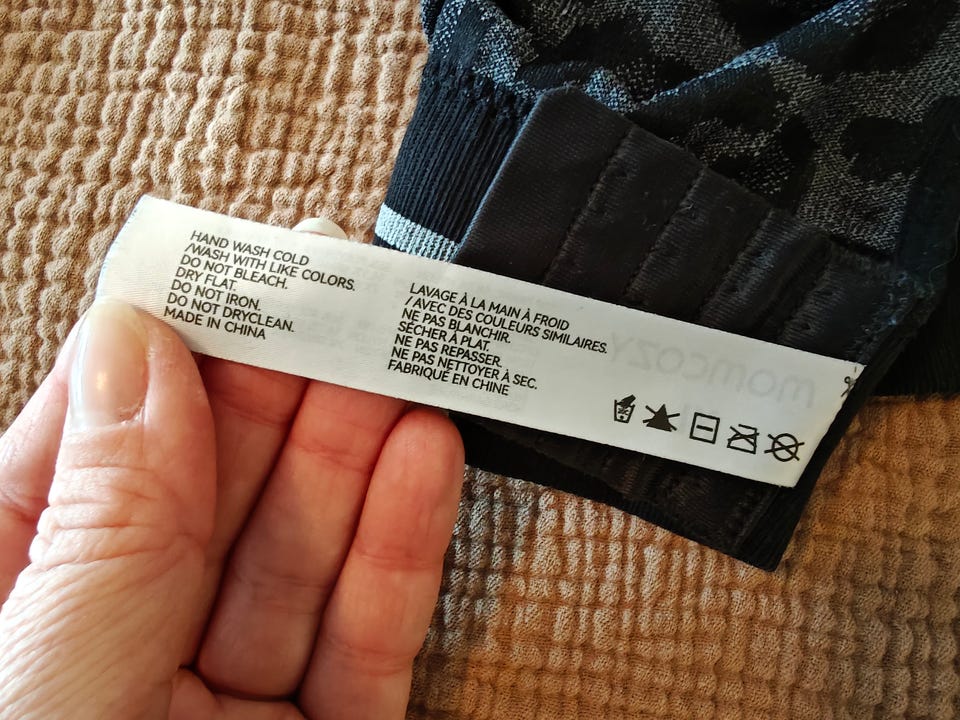 HAND WASH COLD
/WASH WITH LIKE COLORS.
DO NOT BLEACH.
DRY FLAT.
DO NOT IRON.
DO NOT DRYCLEAN.
MADE IN CHINA
LAVAGE À LA MAIN À FROID
/AVEC DES COULEURS SIMILAIRES.
NE PAS BLANCHIR.
SÉCHER À PLAT.
NE PAS REPASSER.
NE PAS NETTOYER À SEC.
FABRIQUÉ EN CHINE
momcozy